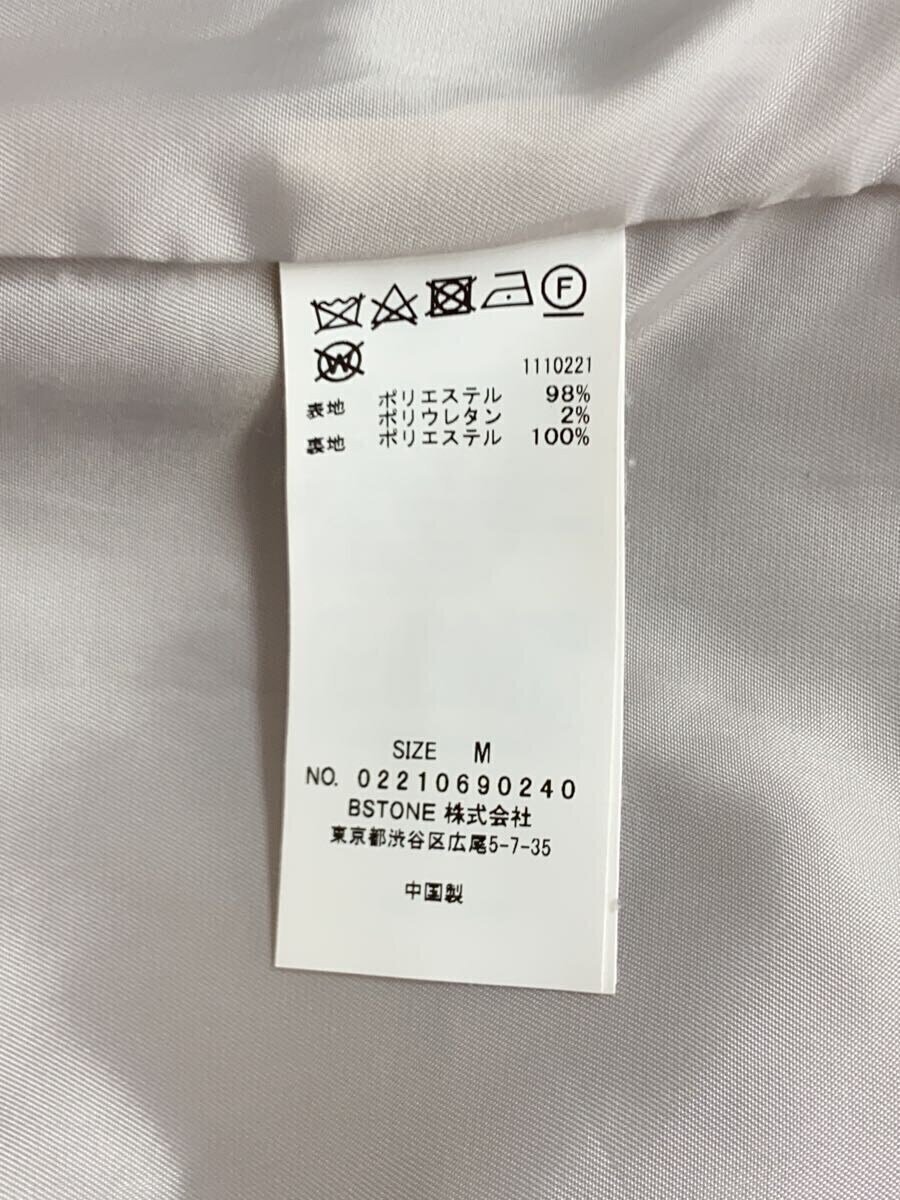 F
W
1110221
表地 ポリエステル 98%
ポリウレタン 2%
裏地 ポリエステル 100%
SIZE M
NO. 02210690240
BSTONE 株式会社
東京都渋谷区広尾5-7-35
中国製